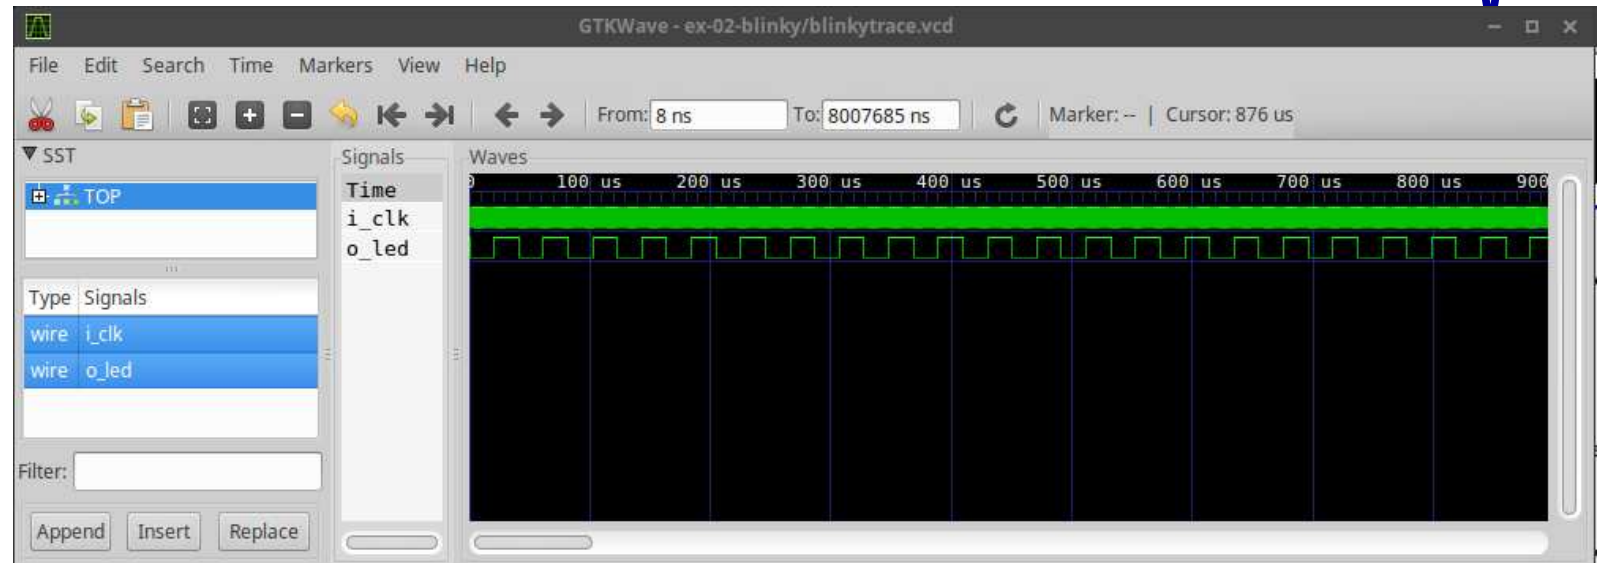 GTKWave - ex-02-blinky/blinkytrace.vcd
File Edit Search Time Markers View Help
From: 8 ns To: 8007685 ns Marker: -- | Cursor: 876 us
SST
TOP
Type Signals
wire i_clk
wire o_led
Filter:
Append Insert Replace
Signals
Time
i_clk
o_led
Waves
100 us 200 us 300 us 400 us 500 us 600 us 700 us 800 us 900